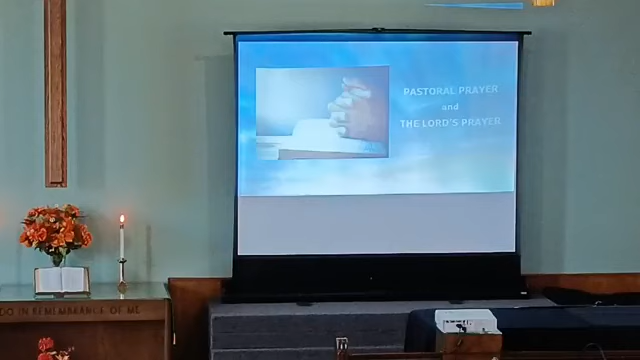 PASTORAL PRAYER
and
THE LORD'S PRAYER
DO IN REMEMBRANCE OF ME